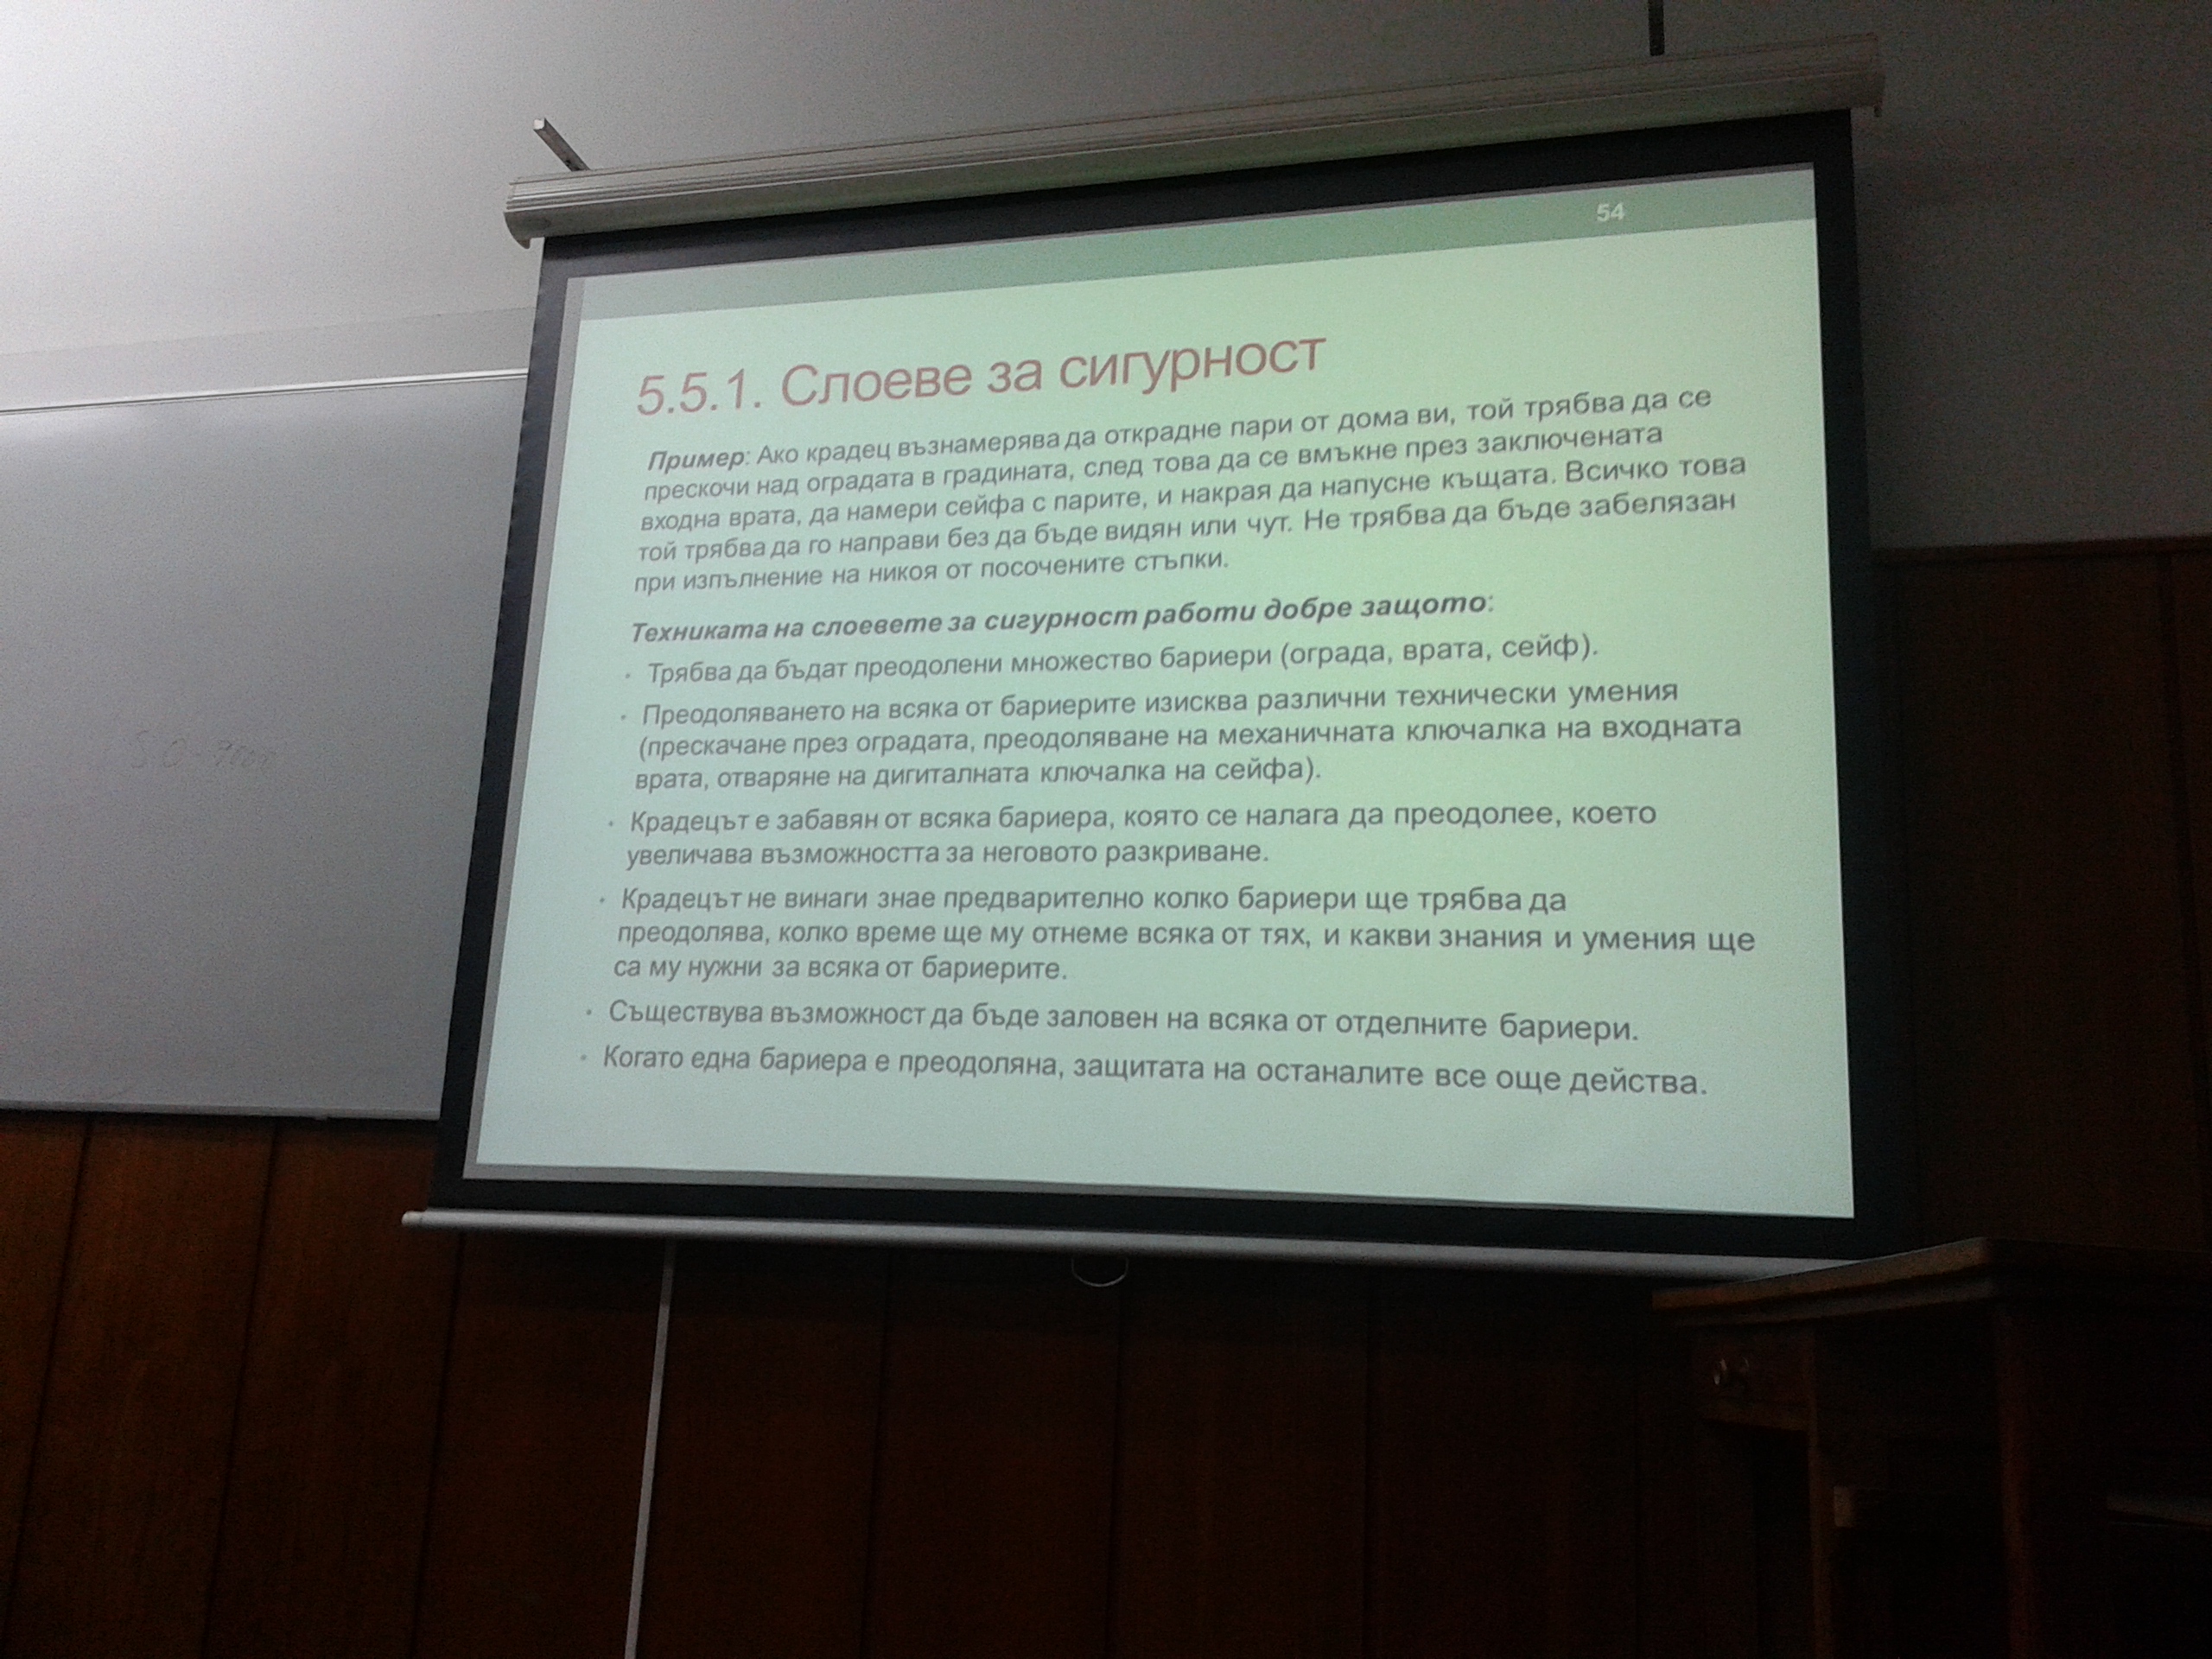 54
5.5.1. Слоеве за сигурност
Пример: Ако крадец възнамерява да открадне пари от дома ви, той трябва да се
прескочи над оградата в градината, след това да се вмъкне през заключената
входна врата, да намери сейфа с парите, и накрая да напусне къщата. Всичко това
той трябва да го направи без да бъде видян или чут. Не трябва да бъде забелязан
при изпълнение на никоя от посочените стъпки.
Техниката на слоевете за сигурност работи добре защото:
• Трябва да бъдат преодолени множество бариери (ограда, врата, сейф).
• Преодоляването на всяка от бариерите изисква различни технически умения
(прескачане през оградата, преодоляване на механичната ключалка на входната
врата, отваряне на дигиталната ключалка на сейфа).
• Крадецът е забавян от всяка бариера, която се налага да преодолее, което
увеличава възможността за неговото разкриване.
• Крадецът не винаги знае предварително колко бариери ще трябва да
преодолява, колко време ще му отнеме всяка от тях, и какви знания и умения ще
са му нужни за всяка от бариерите.
• Съществува възможност да бъде заловен на всяка от отделните бариери.
• Когато една бариера е преодоляна, защитата на останалите все още действа.